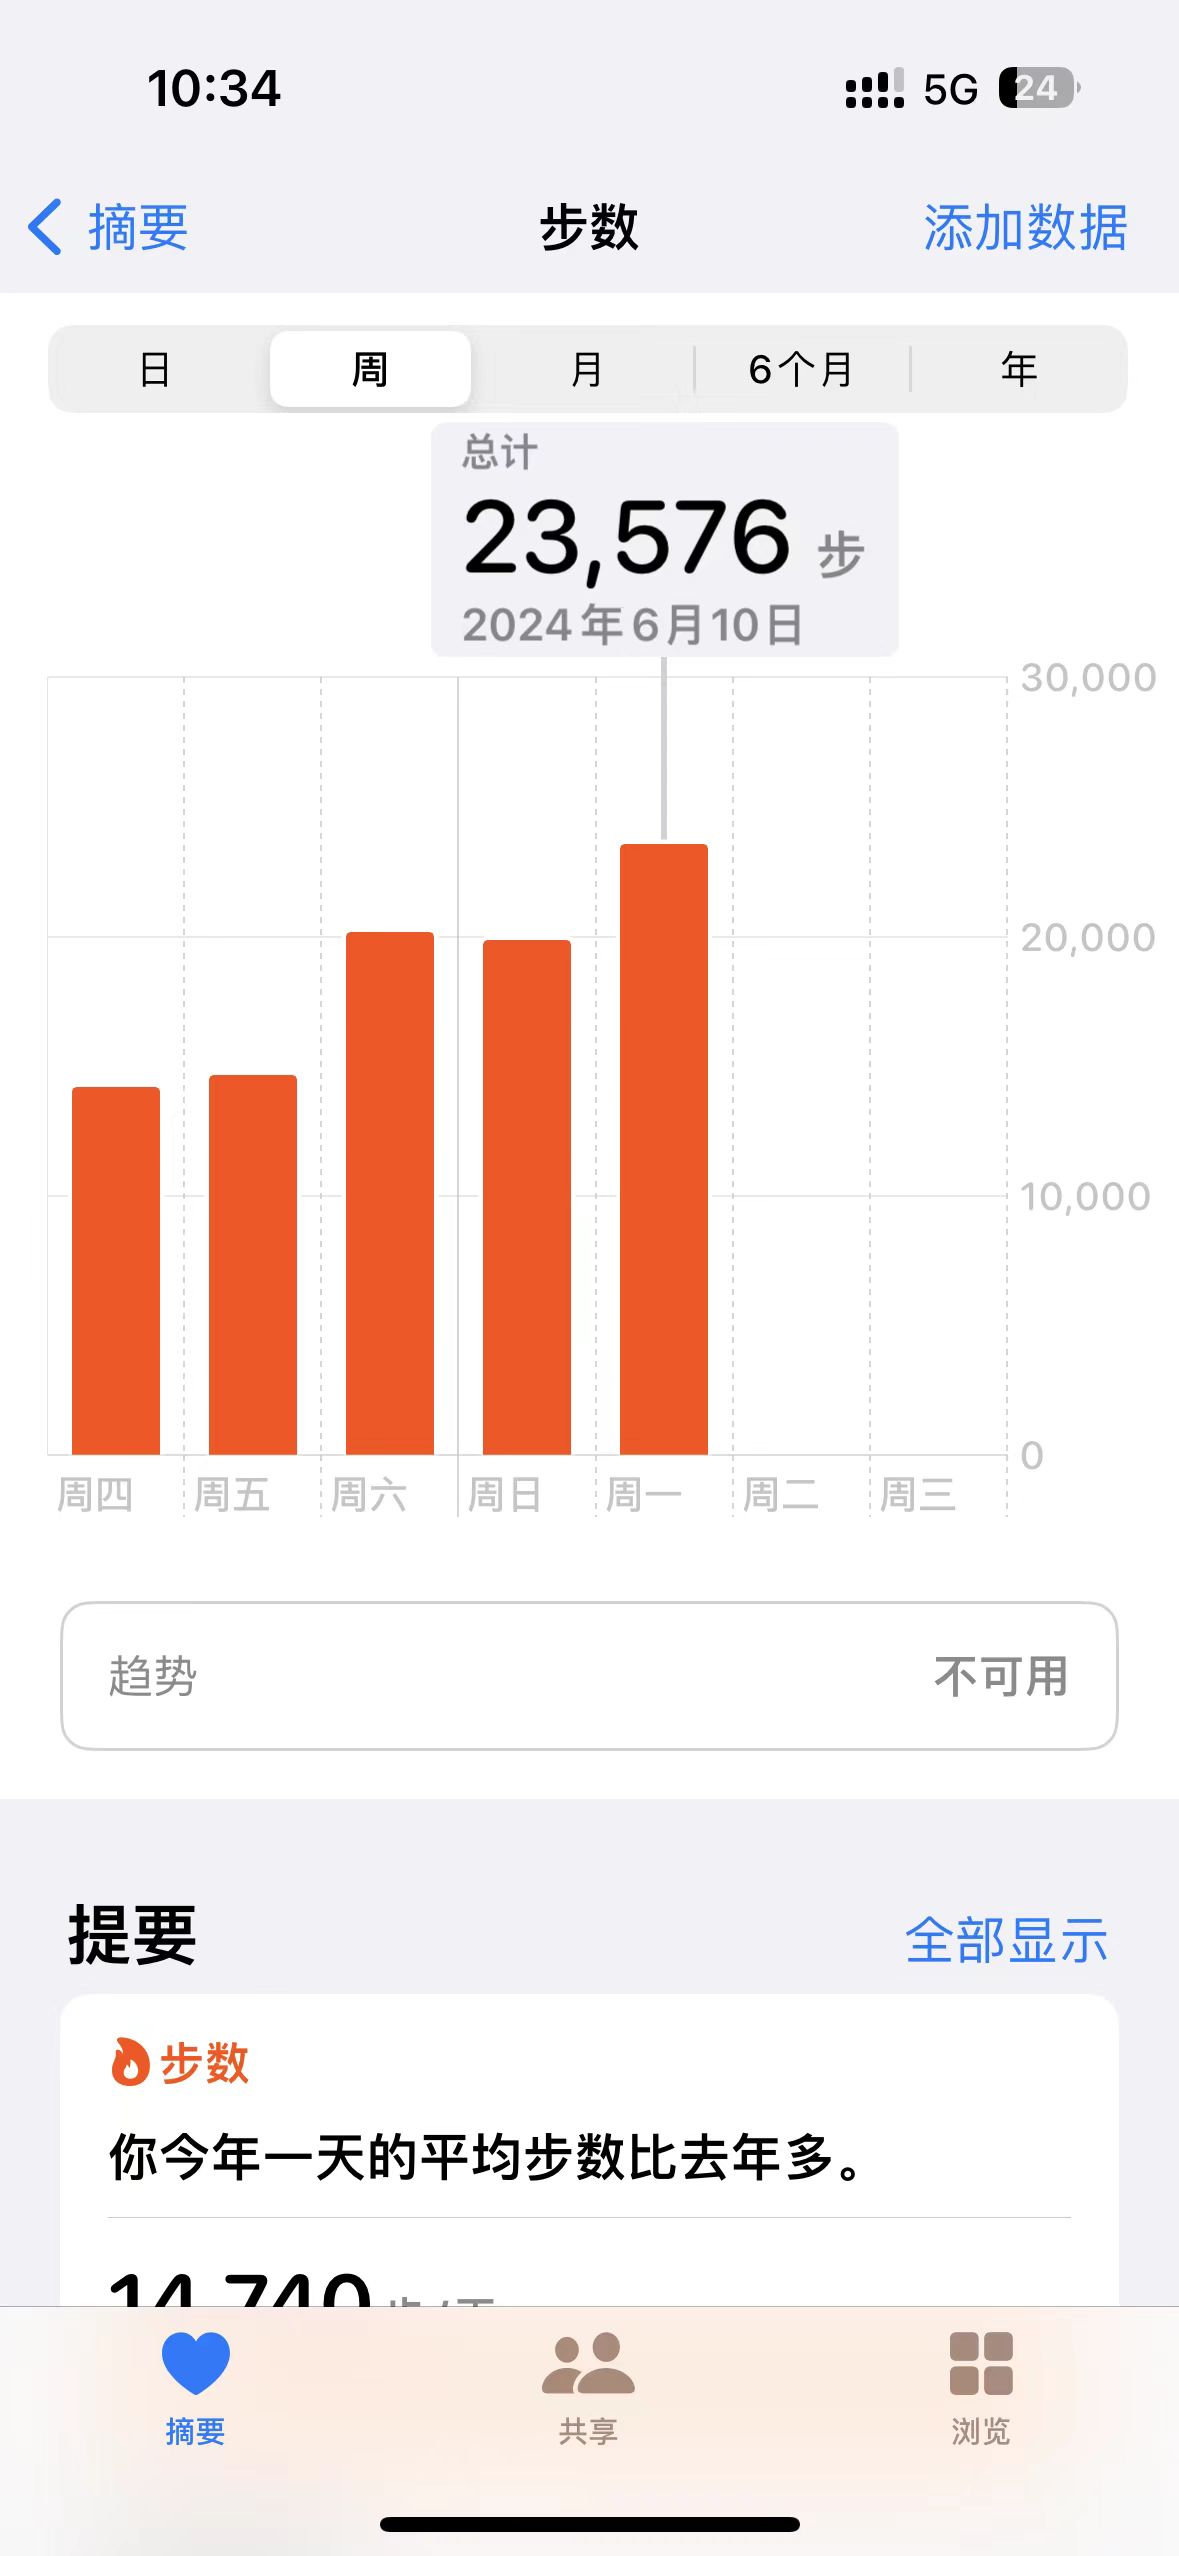 10:34 5G 24
摘要 步数 添加数据
日 周 月 6个月 年
总计
23,576 步
2024年6月10日
30,000
20,000
10,000
0
周四 周五 周六 周日 周一 周二 周三
趋势 不可用
提要 全部显示
步数
你今年一天的平均步数比去年多。
14,740 步/天
摘要 共享 浏览